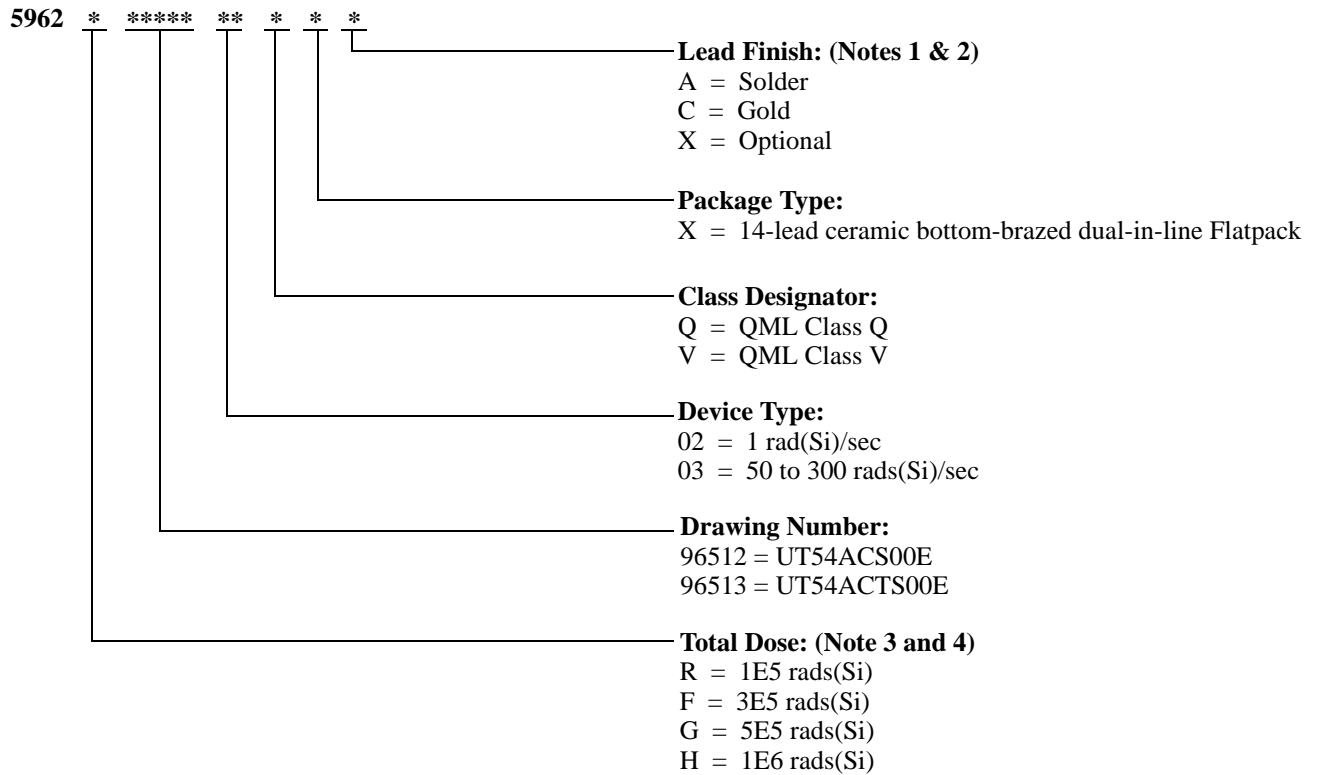 5962 * ***** ** * * *
Lead Finish: (Notes 1 & 2)
A = Solder
C = Gold
X = Optional
Package Type:
X = 14-lead ceramic bottom-brazed dual-in-line Flatpack
Class Designator:
Q = QML Class Q
V = QML Class V
Device Type:
02 = 1 rad(Si)/sec
03 = 50 to 300 rads(Si)/sec
Drawing Number:
96512 = UT54ACS00E
96513 = UT54ACTS00E
Total Dose: (Note 3 and 4)
R = 1E5 rads(Si)
F = 3E5 rads(Si)
G = 5E5 rads(Si)
H = 1E6 rads(Si)